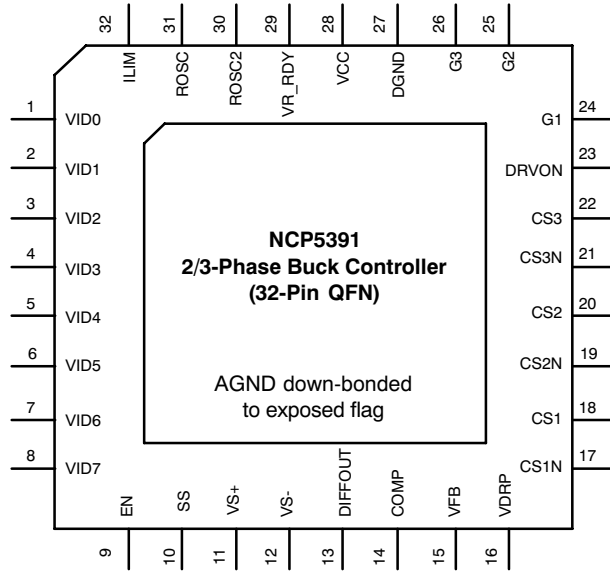 32 31 30 29 28 27 26 25
ILIM ROSC ROSC2 VR_RDY VCC DGND G3 G2
1 VID0
2 VID1
3 VID2
4 VID3
5 VID4
6 VID5
7 VID6
8 VID7
NCP5391
2/3-Phase Buck Controller
(32-Pin QFN)
AGND down-bonded
to exposed flag
G1 24
DRVON 23
CS3 22
CS3N 21
CS2 20
CS2N 19
CS1 18
CS1N 17
EN SS VS+ VS- DIFFOUT COMP VFB VDRP
9 10 11 12 13 14 15 16